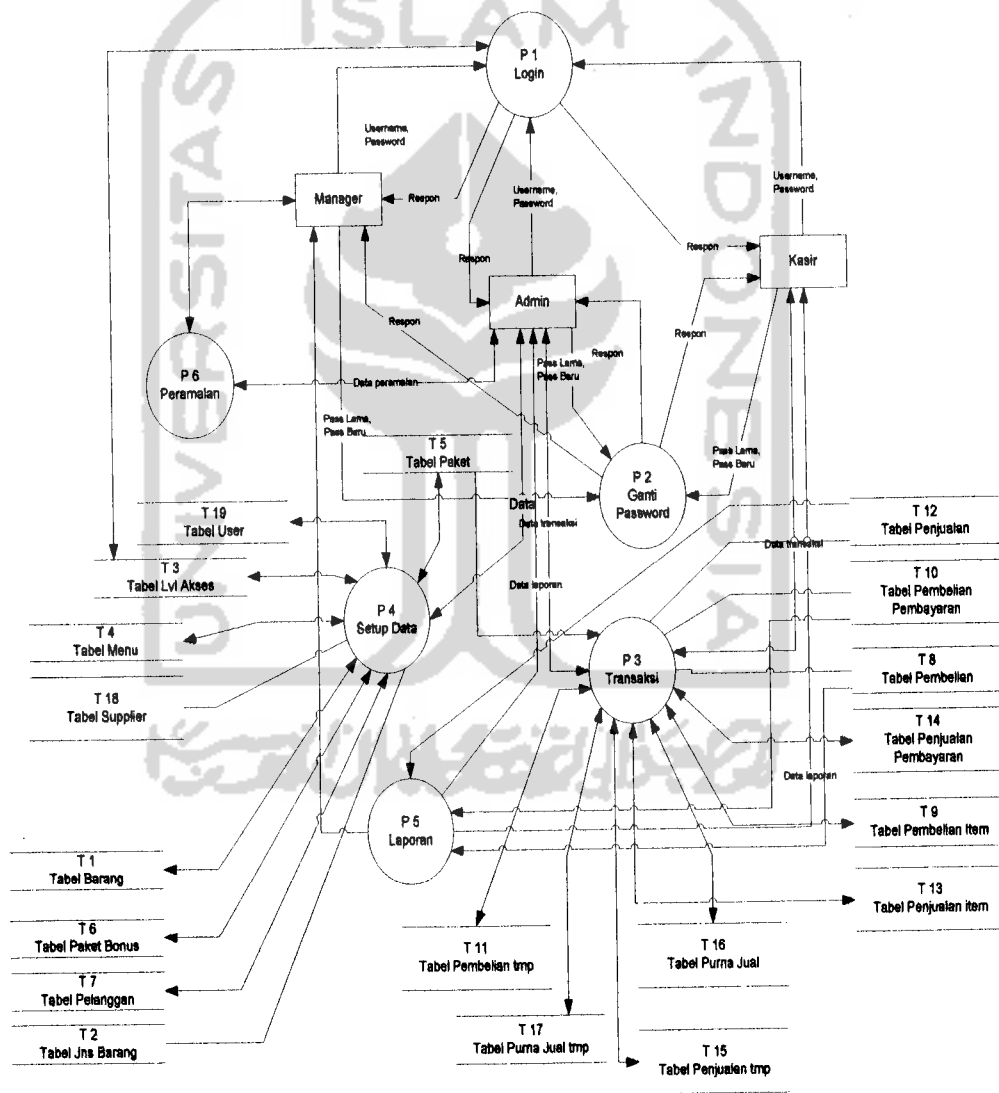 ISLAM
UNIVERSITAS
INDONESIA
P 1
Login
Username,
Password
Manager
Respon
Username,
Password
Username,
Password
Respon
Respon
Kasir
Admin
Respon
Respon
Pass Lama,
Pass Baru
Respon
P 6
Peramalan
Data peramalan
Pass Lama,
Pass Baru
Pass Lama,
Pass Baru
T 5
Tabel Paket
P 2
Ganti
Password
Data
Data transaksi
T 19
Tabel User
T 12
Tabel Penjualan
Data transaksi
T 3
Tabel Lvl Akses
Data laporan
T 10
Tabel Pembelian
Pembayaran
P 4
Setup Data
T 4
Tabel Menu
P 3
Transaksi
T 8
Tabel Pembelian
T 18
Tabel Supplier
T 14
Tabel Penjualan
Pembayaran
Data laporan
P 5
Laporan
T 9
Tabel Pembelian Item
T 1
Tabel Barang
T 13
Tabel Penjualan item
T 6
Tabel Paket Bonus
T 11
Tabel Pembelian tmp
T 16
Tabel Purna Jual
T 7
Tabel Pelanggan
T 2
Tabel Jns Barang
T 17
Tabel Purna Jual tmp
T 15
Tabel Penjualan tmp